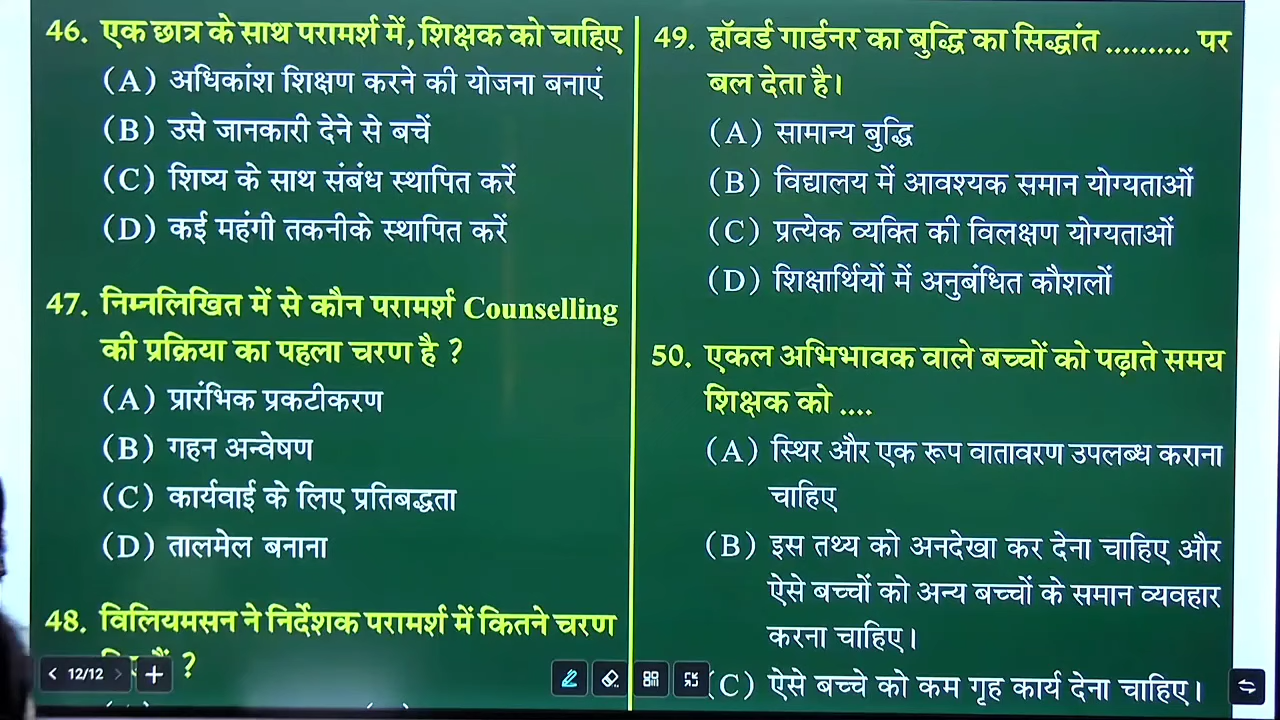 46. एक छात्र के साथ परामर्श में, शिक्षक को चाहिए
(A) अधिकांश शिक्षण करने की योजना बनाएं
(B) उसे जानकारी देने से बचें
(C) शिष्य के साथ संबंध स्थापित करें
(D) कई महंगी तकनीके स्थापित करें
47. निम्नलिखित में से कौन परामर्श Counselling
की प्रक्रिया का पहला चरण है ?
(A) प्रारंभिक प्रकटीकरण
(B) गहन अन्वेषण
(C) कार्यवाई के लिए प्रतिबद्धता
(D) तालमेल बनाना
48. विलियमसन ने निर्देशक परामर्श में कितने चरण
?
12/12
49. हॉवर्ड गार्डनर का बुद्धि का सिद्धांत .......... पर
बल देता है।
(A) सामान्य बुद्धि
(B) विद्यालय में आवश्यक समान योग्यताओं
(C) प्रत्येक व्यक्ति की विलक्षण योग्यताओं
(D) शिक्षार्थियों में अनुबंधित कौशलों
50. एकल अभिभावक वाले बच्चों को पढ़ाते समय
शिक्षक को ....
(A) स्थिर और एक रूप वातावरण उपलब्ध कराना
चाहिए
(B) इस तथ्य को अनदेखा कर देना चाहिए और
ऐसे बच्चों को अन्य बच्चों के समान व्यवहार
करना चाहिए।
(C) ऐसे बच्चे को कम गृह कार्य देना चाहिए।